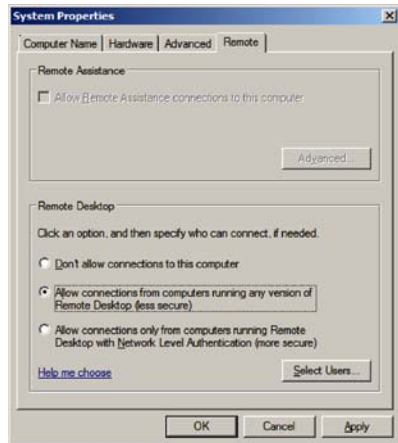 System Properties
Computer Name Hardware Advanced Remote
Remote Assistance
Allow Remote Assistance connections to this computer
Advanced...
Remote Desktop
Click an option, and then specify who can connect, if needed.
Don't allow connections to this computer
Allow connections from computers running any version of
Remote Desktop (less secure)
Allow connections only from computers running Remote
Desktop with Network Level Authentication (more secure)
Help me choose
Select Users...
OK Cancel Apply